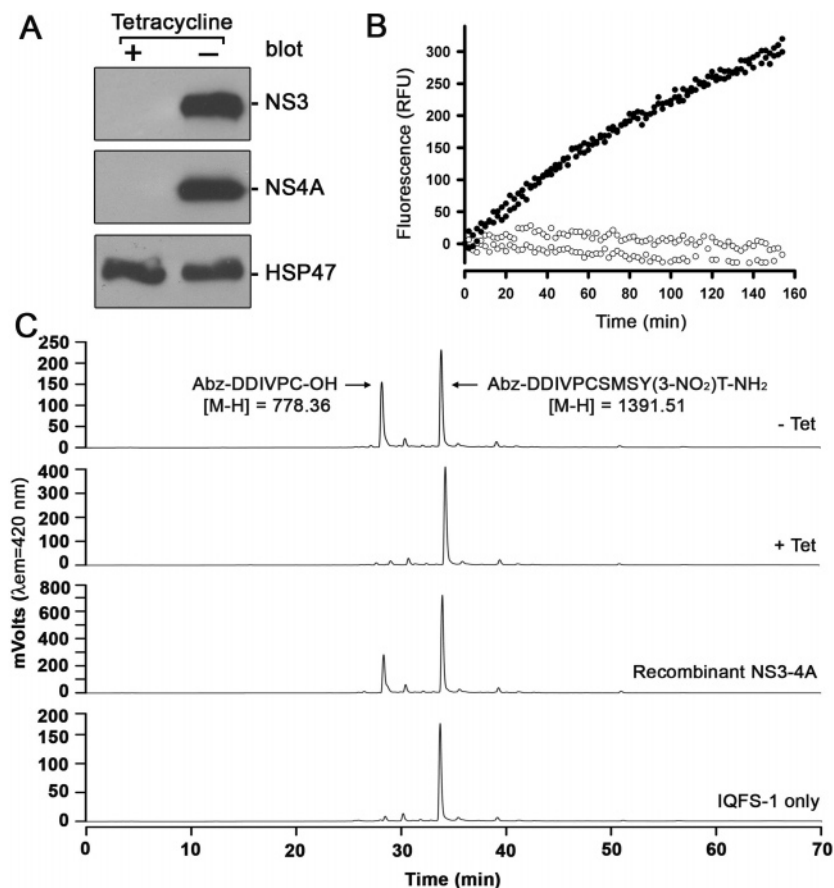 A
Tetracycline
+ – blot
NS3
NS4A
HSP47
B
Fluorescence (RFU)
300
250
200
150
100
50
0
0 20 40 60 80 100 120 140 160
Time (min)
C
mVolts (λem=420 nm)
250
200
150
100
50
0
Abz-DDIVPC-OH
[M-H] = 778.36
Abz-DDIVPCSMSY(3-NO₂)T-NH₂
[M-H] = 1391.51
- Tet
400
300
200
100
0
+ Tet
800
600
400
200
0
Recombinant NS3-4A
200
150
100
50
0
IQFS-1 only
0 10 20 30 40 50 60 70
Time (min)